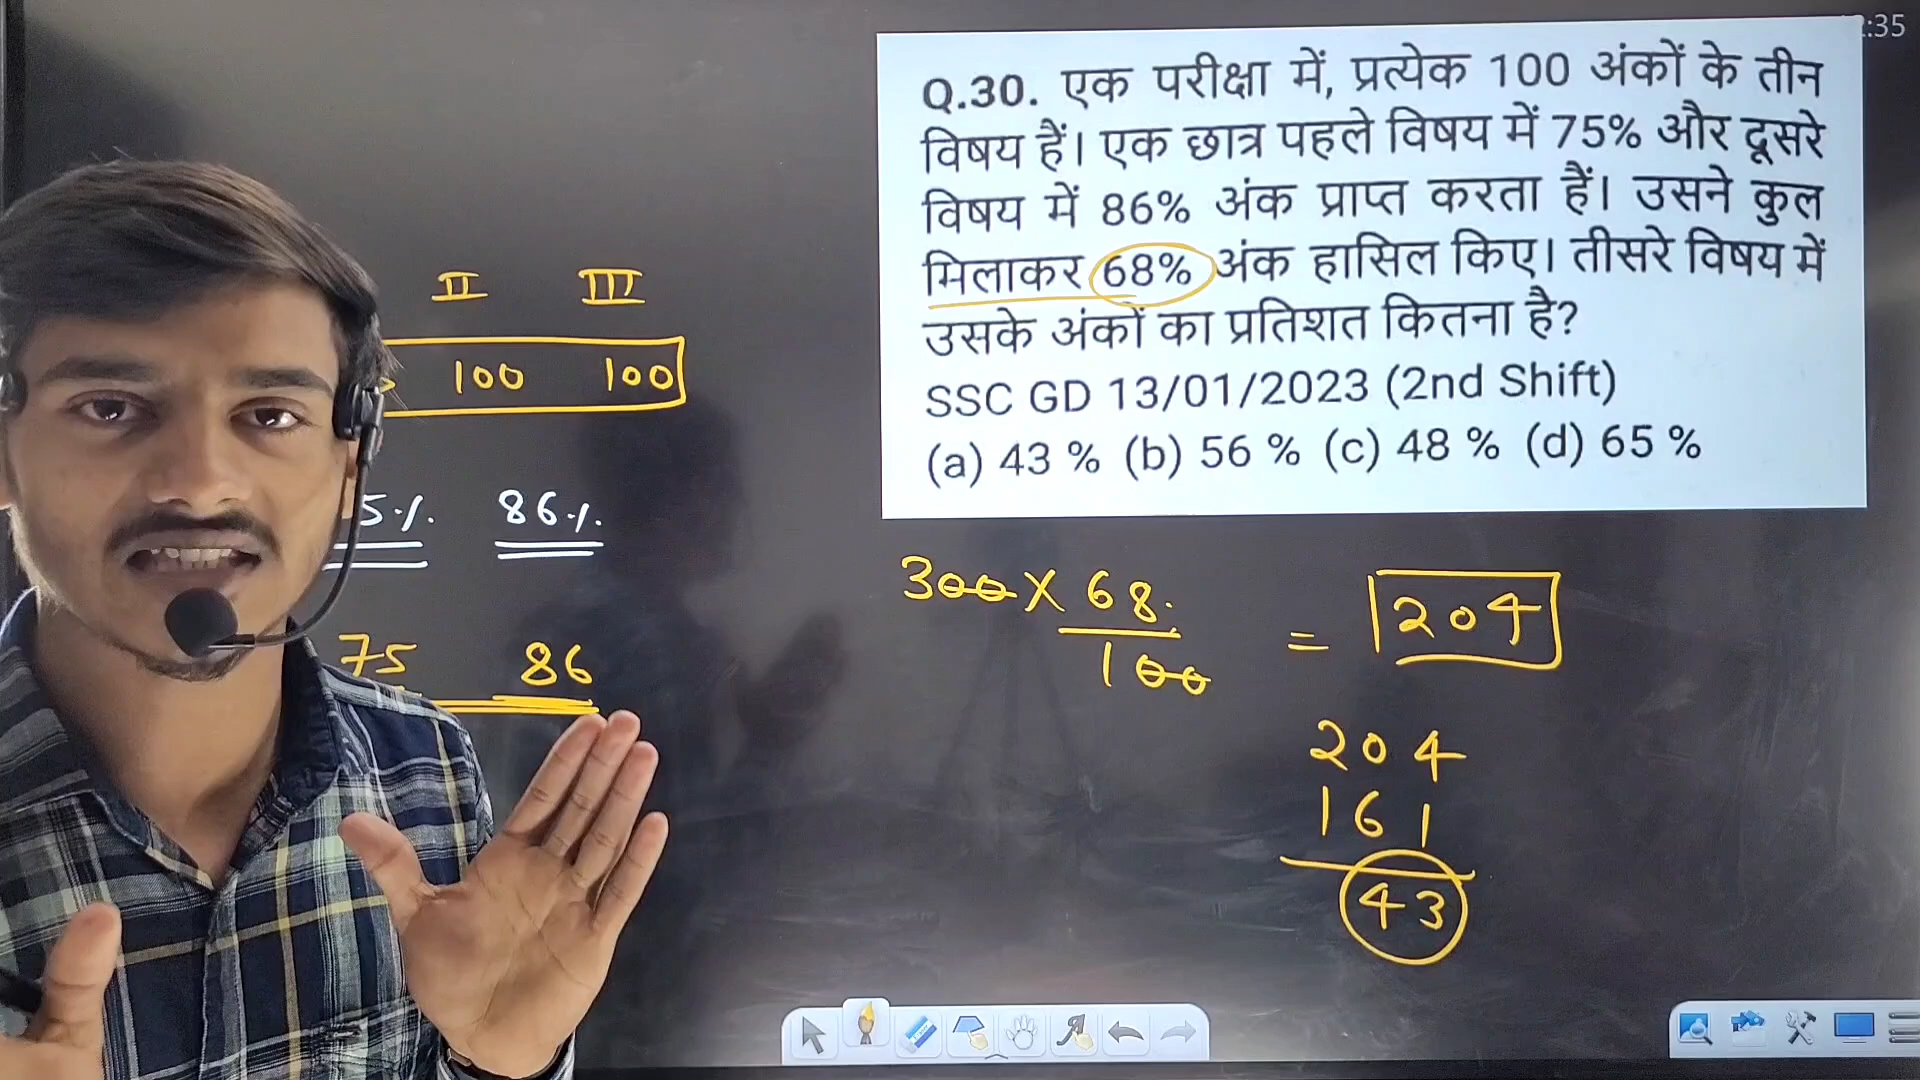 :35
Q.30. एक परीक्षा में, प्रत्येक 100 अंकों के तीन
विषय हैं। एक छात्र पहले विषय में 75% और दूसरे
विषय में 86% अंक प्राप्त करता हैं। उसने कुल
मिलाकर 68% अंक हासिल किए। तीसरे विषय में
उसके अंकों का प्रतिशत कितना है?
SSC GD 13/01/2023 (2nd Shift)
(a) 43 % (b) 56 % (c) 48 % (d) 65 %
II III
100 100
5% 86%
75 86
300 X 68
100
= 204
204
161
43